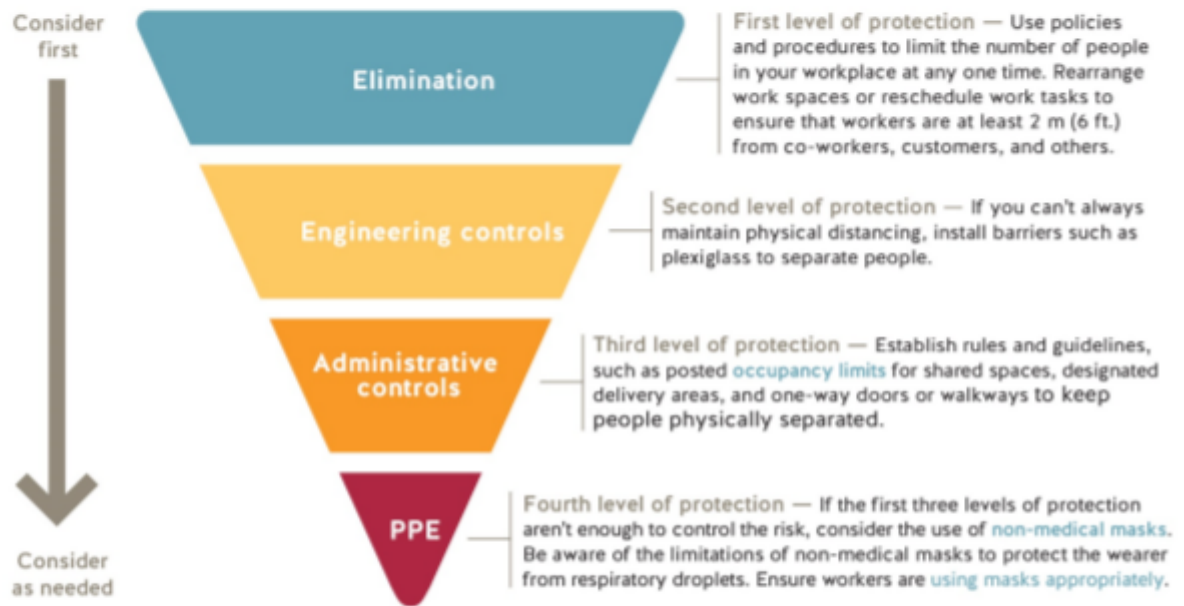 Consider
first
Elimination
First level of protection — Use policies
and procedures to limit the number of people
in your workplace at any one time. Rearrange
work spaces or reschedule work tasks to
ensure that workers are at least 2 m (6 ft.)
from co-workers, customers, and others.
Engineering controls
Second level of protection — If you can't always
maintain physical distancing, install barriers such as
plexiglass to separate people.
Administrative
controls
Third level of protection — Establish rules and guidelines,
such as posted occupancy limits for shared spaces, designated
delivery areas, and one-way doors or walkways to keep
people physically separated.
PPE
Fourth level of protection — If the first three levels of protection
aren't enough to control the risk, consider the use of non-medical masks.
Be aware of the limitations of non-medical masks to protect the wearer
from respiratory droplets. Ensure workers are using masks appropriately.
Consider
as needed